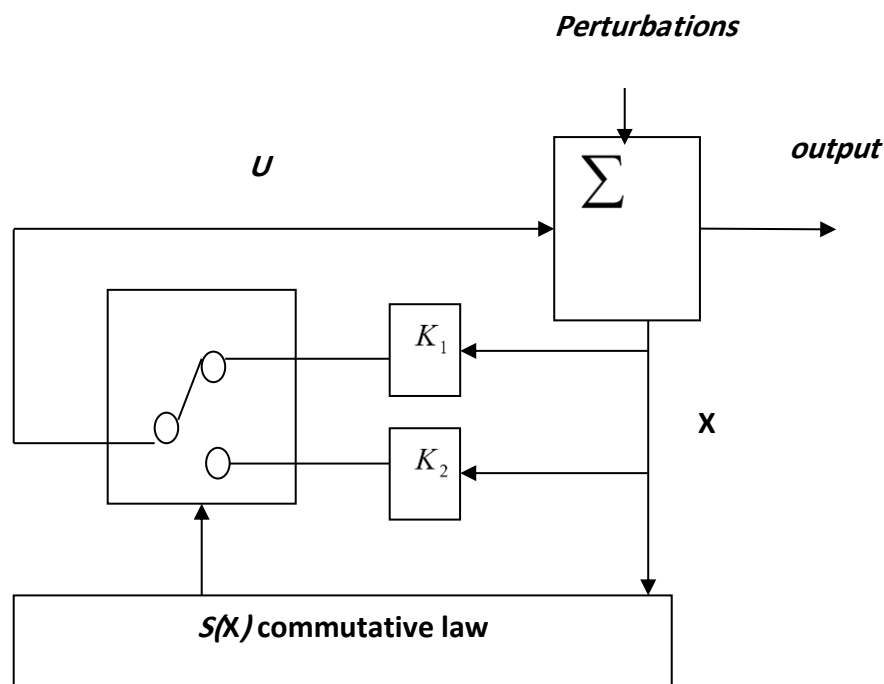 Perturbations
output
U
∑
K₁
X
K₂
S(X) commutative law